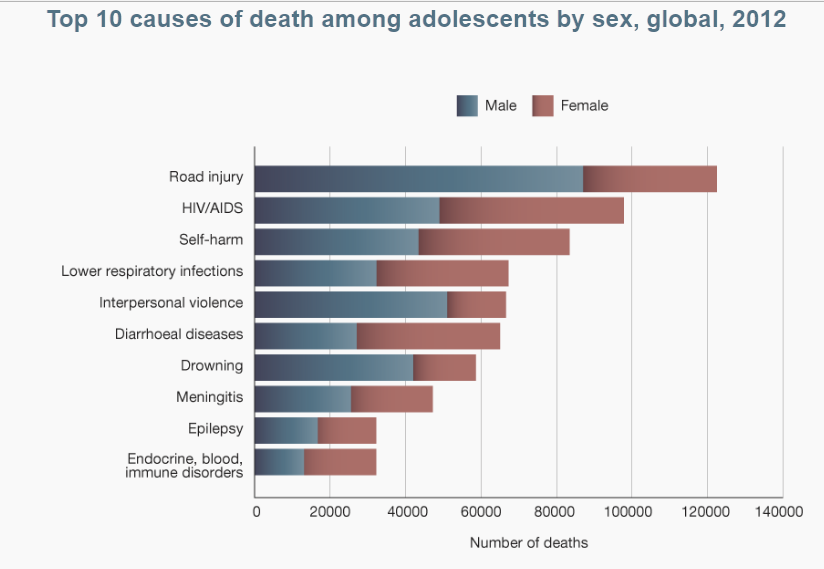 Top 10 causes of death among adolescents by sex, global, 2012
Male Female
Road injury
HIV/AIDS
Self-harm
Lower respiratory infections
Interpersonal violence
Diarrhoeal diseases
Drowning
Meningitis
Epilepsy
Endocrine, blood,
immune disorders
0 20000 40000 60000 80000 100000 120000 140000
Number of deaths